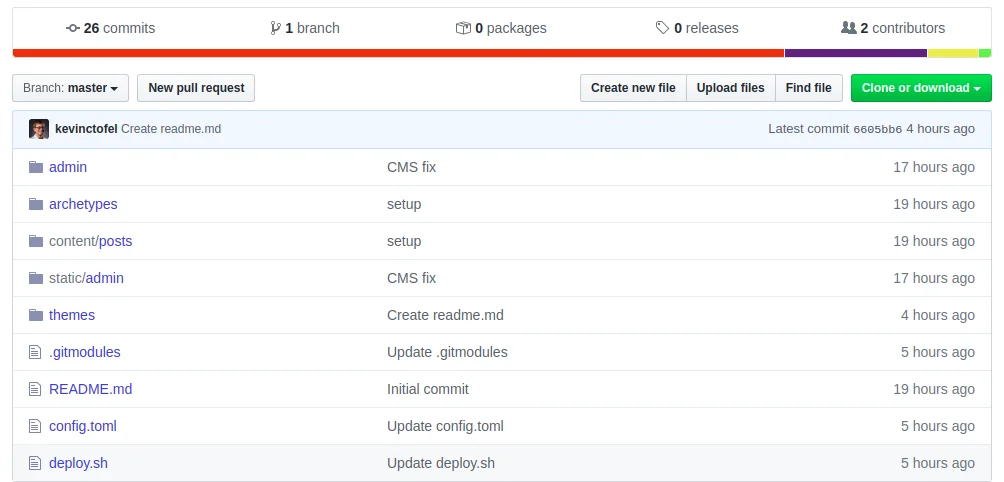 26 commits 1 branch 0 packages 0 releases 2 contributors
Branch: master New pull request Create new file Upload files Find file Clone or download
kevinctofel Create readme.md Latest commit 6605bb6 4 hours ago
admin CMS fix 17 hours ago
archetypes setup 19 hours ago
content/posts setup 19 hours ago
static/admin CMS fix 17 hours ago
themes Create readme.md 4 hours ago
.gitmodules Update .gitmodules 5 hours ago
README.md Initial commit 19 hours ago
config.toml Update config.toml 5 hours ago
deploy.sh Update deploy.sh 5 hours ago